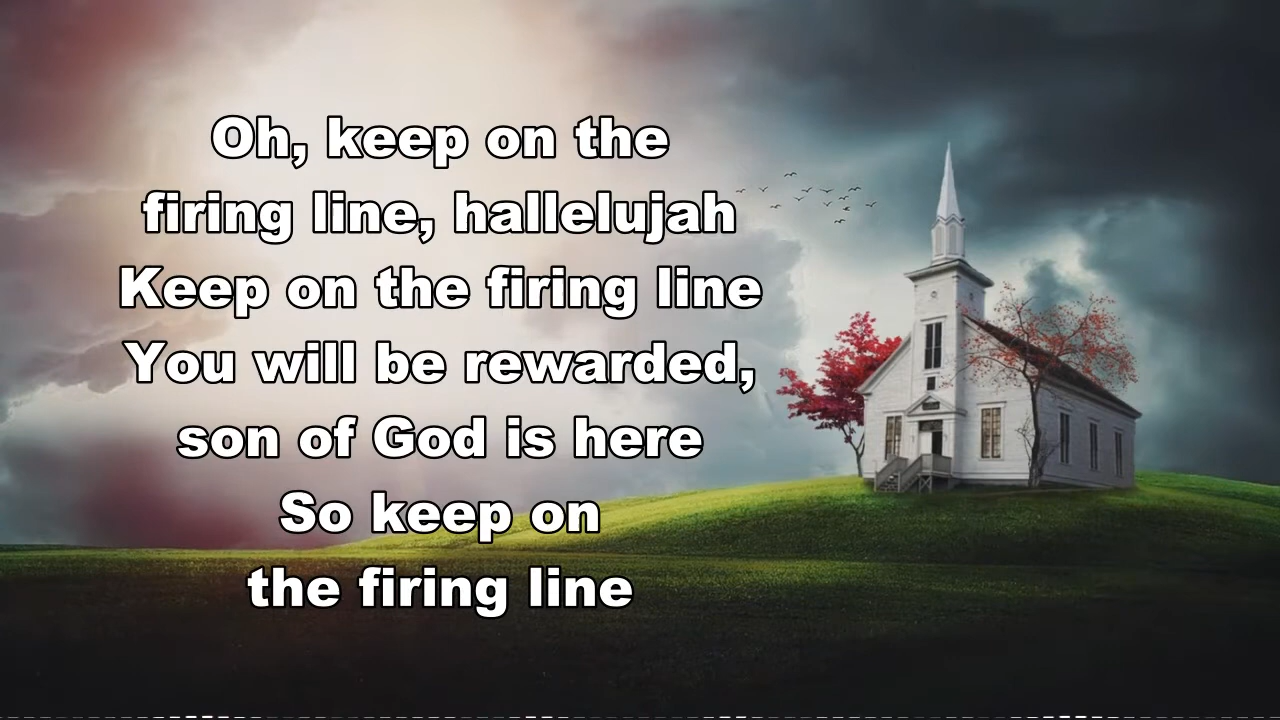 Oh, keep on the
firing line, hallelujah
Keep on the firing line
You will be rewarded,
son of God is here
So keep on
the firing line